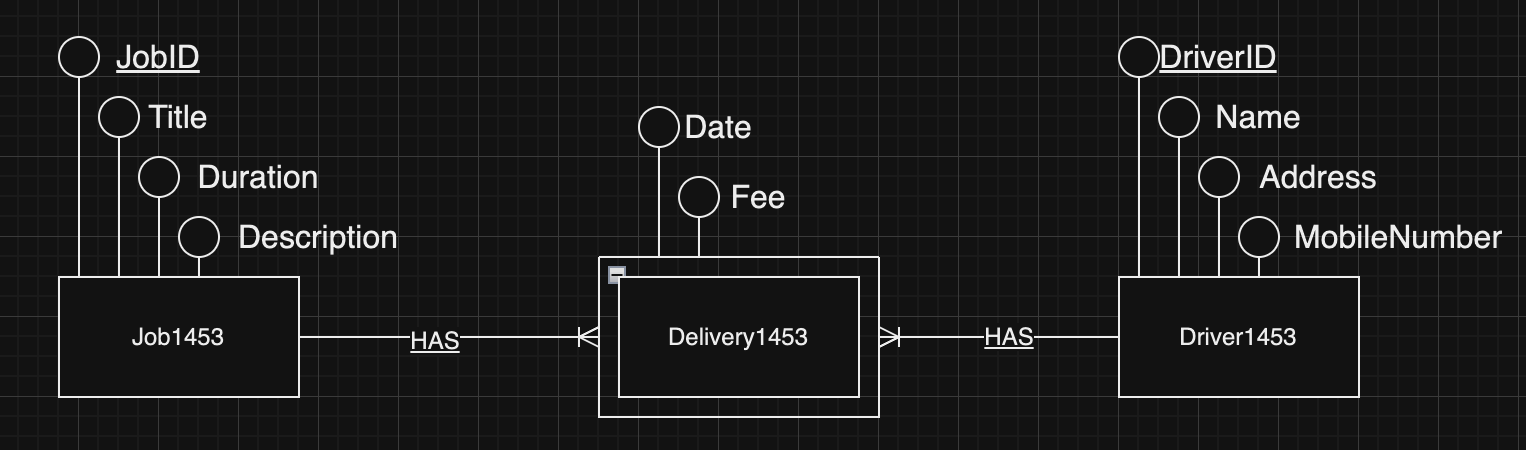 JobID
Title
Duration
Description
Job1453
HAS
Date
Fee
Delivery1453
HAS
DriverID
Name
Address
MobileNumber
Driver1453